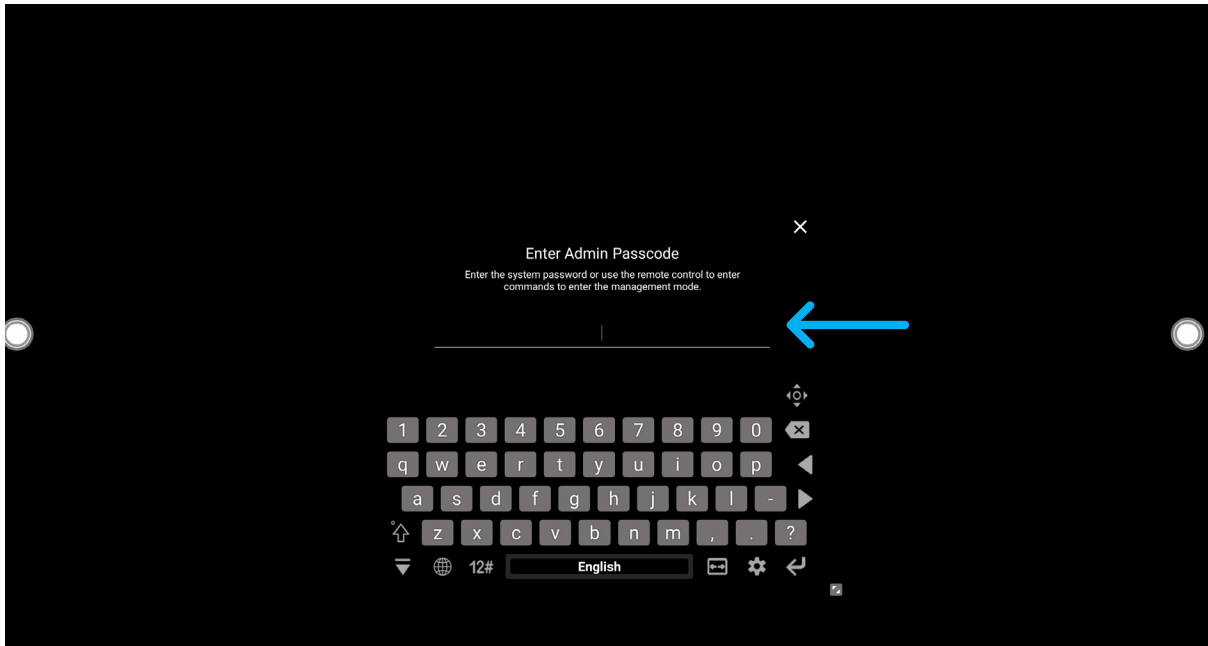 Enter Admin Passcode
Enter the system password or use the remote control to enter
commands to enter the management mode.
1 2 3 4 5 6 7 8 9 0
q w e r t y u i o p
a s d f g h j k l -
z x c v b n m , . ?
12# English